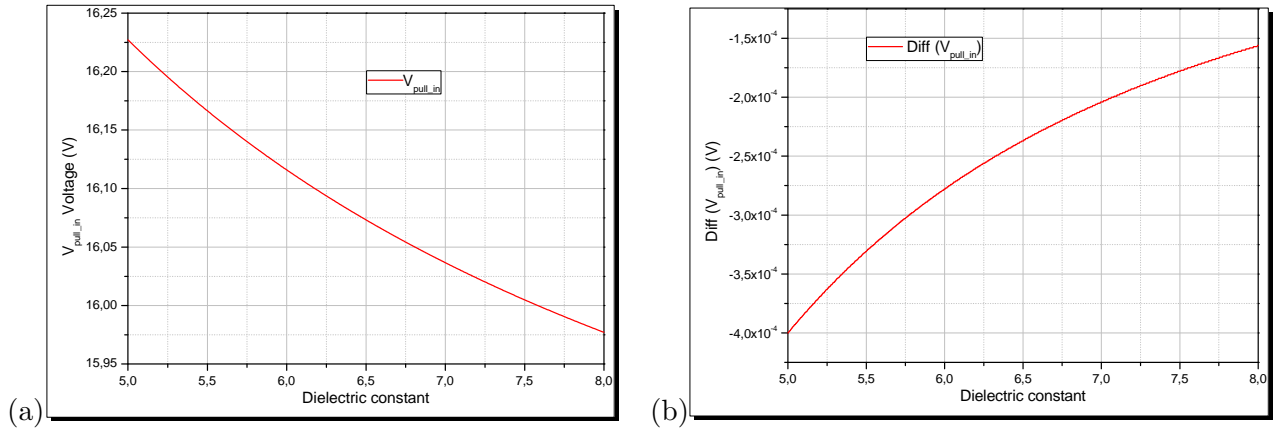 16,25
16,20
16,15
16,10
16,05
16,00
15,95
V_pull_in Voltage (V)
V_pull_in
5,0 5,5 6,0 6,5 7,0 7,5 8,0
Dielectric constant
(a)
-1,5x10^-4
-2,0x10^-4
-2,5x10^-4
-3,0x10^-4
-3,5x10^-4
-4,0x10^-4
Diff (V_pull_in) (V)
Diff (V_pull_in)
5,0 5,5 6,0 6,5 7,0 7,5 8,0
Dielectric constant
(b)